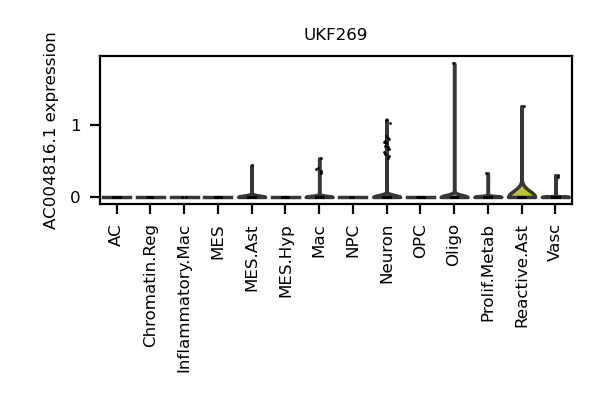 UKF269
AC004816.1 expression
1
0
AC
Chromatin.Reg
Inflammatory.Mac
MES
MES.Ast
MES.Hyp
Mac
NPC
Neuron
OPC
Oligo
Prolif.Metab
Reactive.Ast
Vasc